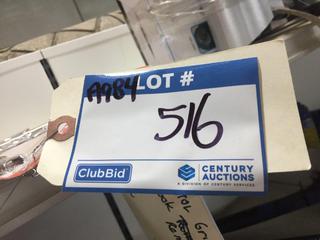 A984 LOT #
516
ClubBid
CENTURY AUCTIONS
A DIVISION OF CENTURY SERVICES